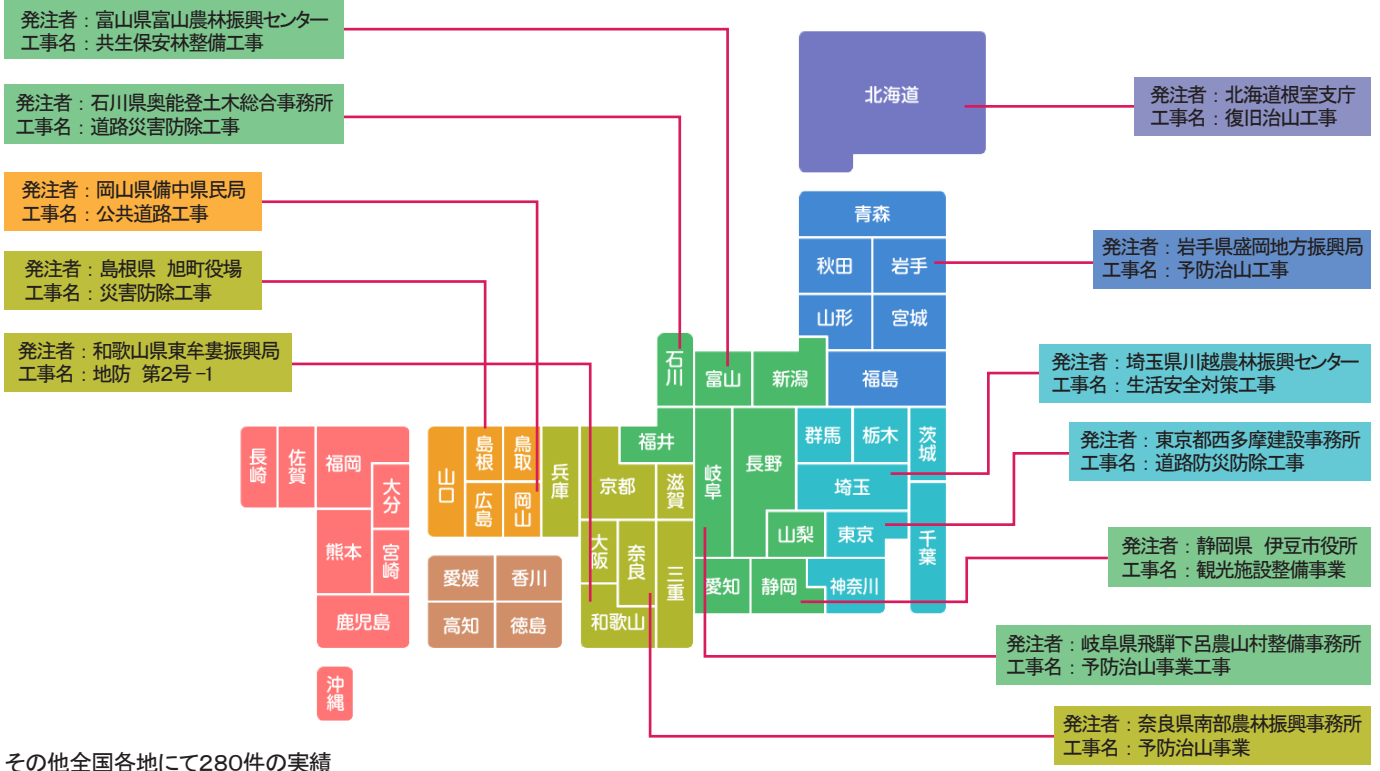 発注者：富山県富山農林振興センター
工事名：共生保安林整備工事
発注者：石川県奥能登土木総合事務所
工事名：道路災害防除工事
発注者：岡山県備中県民局
工事名：公共道路工事
発注者：島根県 旭町役場
工事名：災害防除工事
発注者：和歌山県東牟婁振興局
工事名：地防 第2号-1
北海道
発注者：北海道根室支庁
工事名：復旧治山工事
青森
秋田
岩手
山形
宮城
福島
発注者：岩手県盛岡地方振興局
工事名：予防治山工事
石川
富山
新潟
福井
岐阜
長野
山梨
愛知
静岡
群馬
栃木
茨城
埼玉
東京
千葉
神奈川
発注者：埼玉県川越農林振興センター
工事名：生活安全対策工事
発注者：東京都西多摩建設事務所
工事名：道路防災防除工事
発注者：静岡県 伊豆市役所
工事名：観光施設整備事業
発注者：岐阜県飛騨下呂農山村整備事務所
工事名：予防治山事業工事
発注者：奈良県南部農林振興事務所
工事名：予防治山事業
長崎
佐賀
福岡
大分
熊本
宮崎
鹿児島
沖縄
山口
島根
鳥取
広島
岡山
愛媛
香川
高知
徳島
兵庫
京都
滋賀
大阪
奈良
三重
和歌山
その他全国各地にて280件の実績